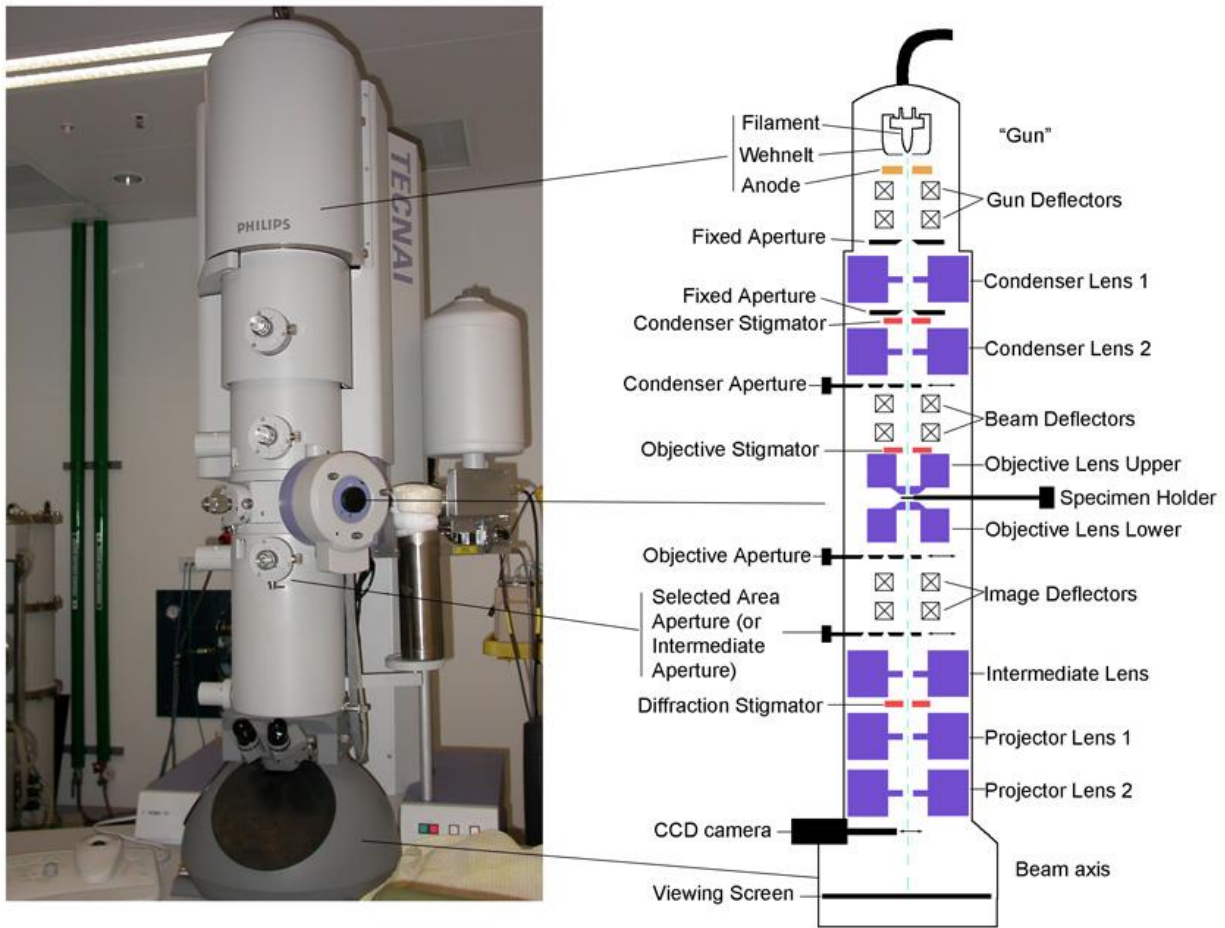 PHILIPS
TECNAI
Filament
Wehnelt
Anode
"Gun"
Gun Deflectors
Fixed Aperture
Condenser Lens 1
Fixed Aperture
Condenser Stigmator
Condenser Lens 2
Condenser Aperture
Beam Deflectors
Objective Stigmator
Objective Lens Upper
Specimen Holder
Objective Lens Lower
Objective Aperture
Image Deflectors
Selected Area
Aperture (or
Intermediate
Aperture)
Intermediate Lens
Diffraction Stigmator
Projector Lens 1
Projector Lens 2
CCD camera
Beam axis
Viewing Screen